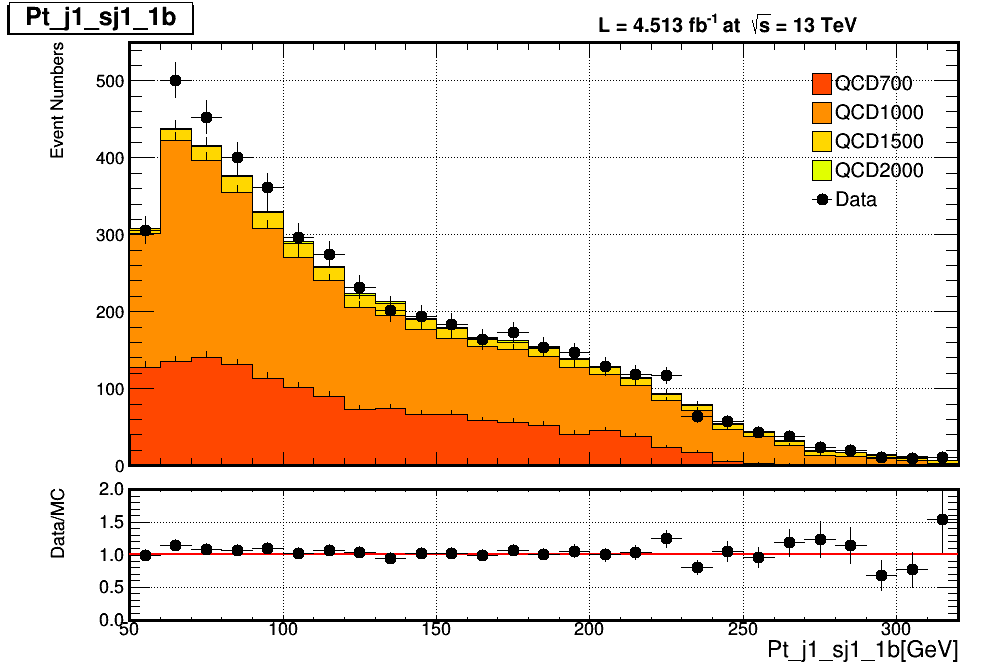 Pt_j1_sj1_1b
L = 4.513 fb-1 at √s = 13 TeV
Event Numbers
500
400
300
200
100
0
QCD700
QCD1000
QCD1500
QCD2000
Data
Data/MC
2.0
1.5
1.0
0.5
0.0
50
100
150
200
250
300
Pt_j1_sj1_1b[GeV]